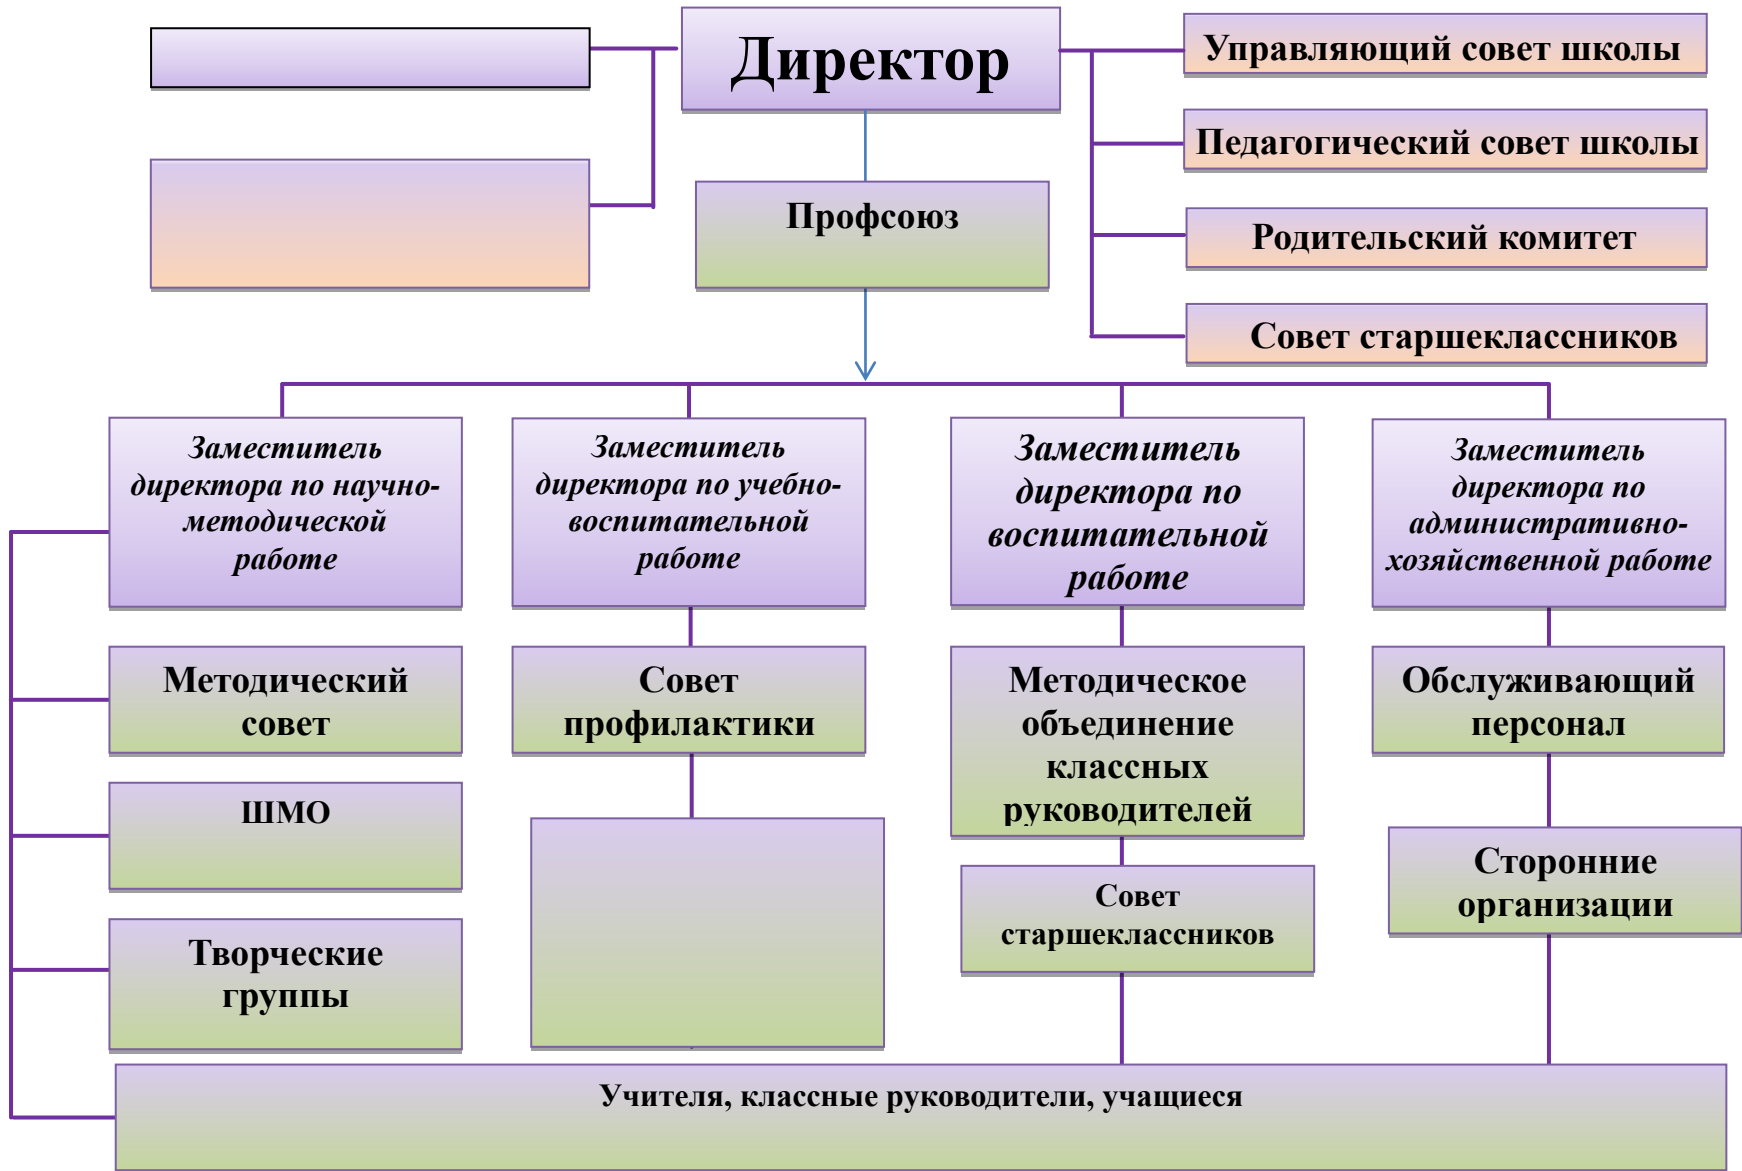 Директор
Управляющий совет школы
Педагогический совет школы
Родительский комитет
Совет старшеклассников
Профсоюз
Заместитель
директора по научно-
методической
работе
Заместитель
директора по учебно-
воспитательной
работе
Заместитель
директора по
воспитательной
работе
Заместитель
директора по
административно-
хозяйственной работе
Методический
совет
Совет
профилактики
Методическое
объединение
классных
руководителей
Обслуживающий
персонал
ШМО
Совет
старшеклассников
Сторонние
организации
Творческие
группы
Учителя, классные руководители, учащиеся